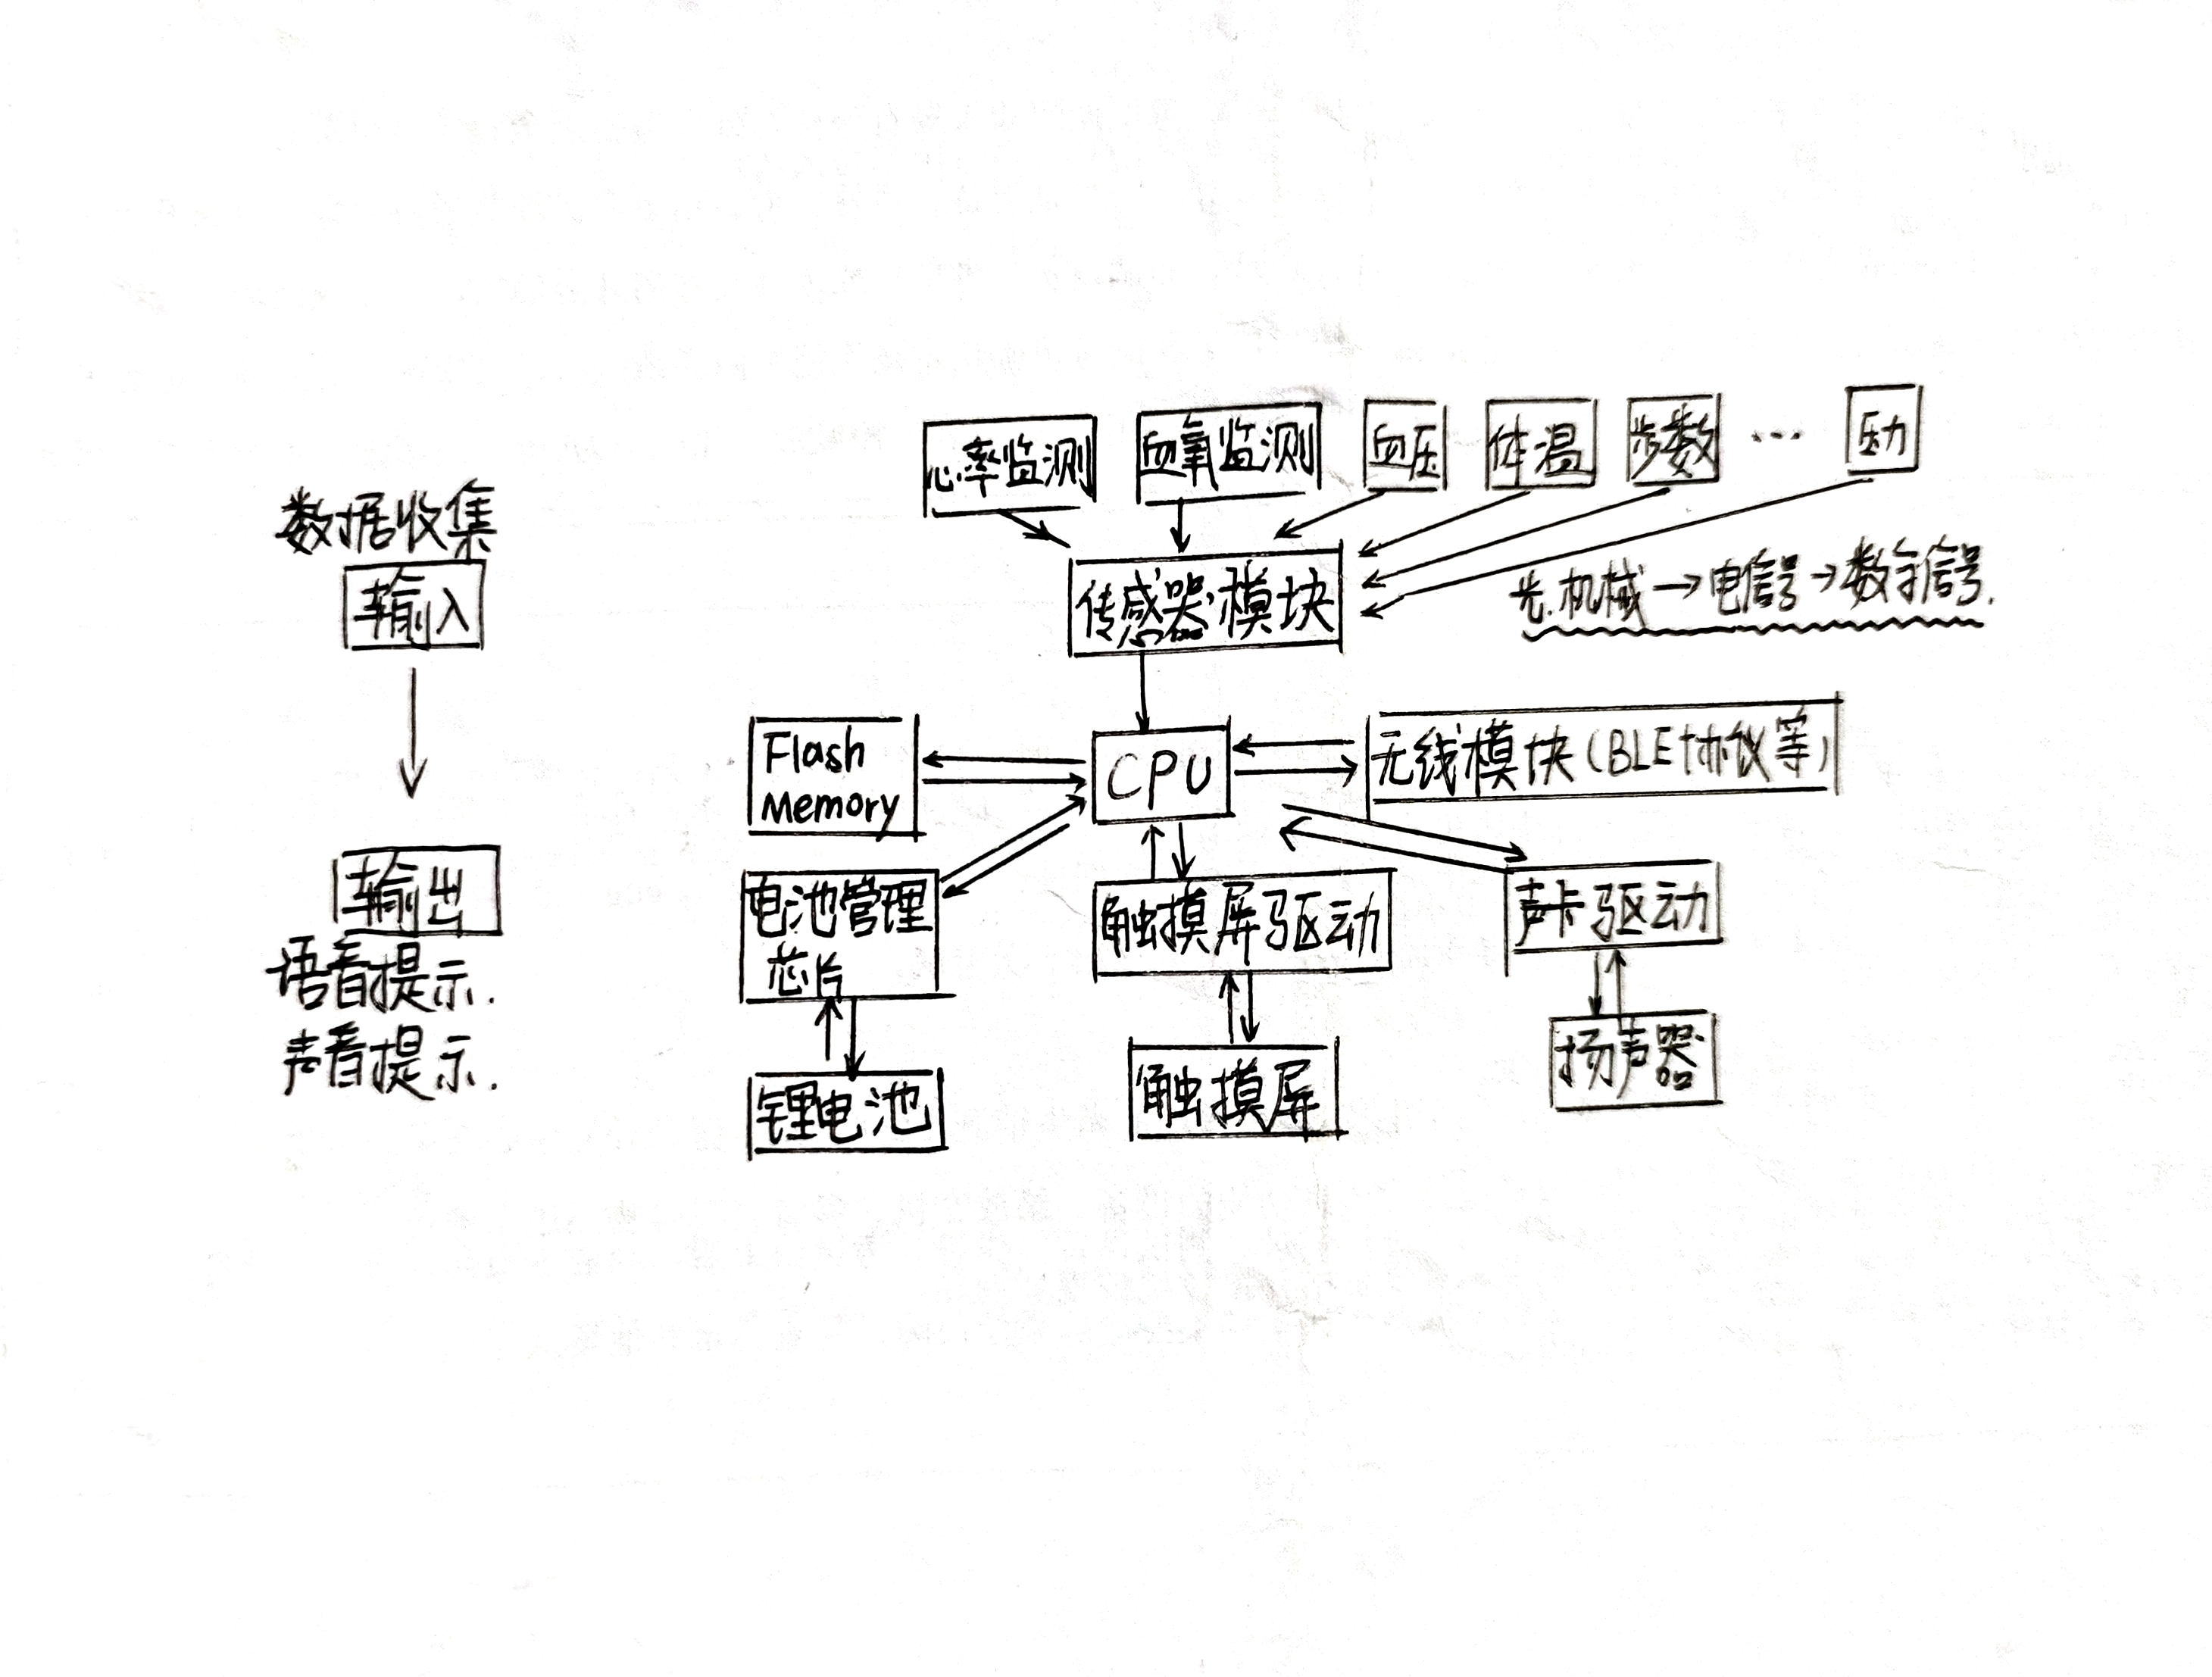 心率监测
血氧监测
血压
体温
步数
…
压力
数据收集
输入
传感器模块
光.机械→电信号→数字信号.
Flash
Memory
CPU
无线模块(BLE协议等)
输出
语音提示.
声音提示.
电池管理
芯片
触摸屏驱动
声卡驱动
锂电池
触摸屏
扬声器